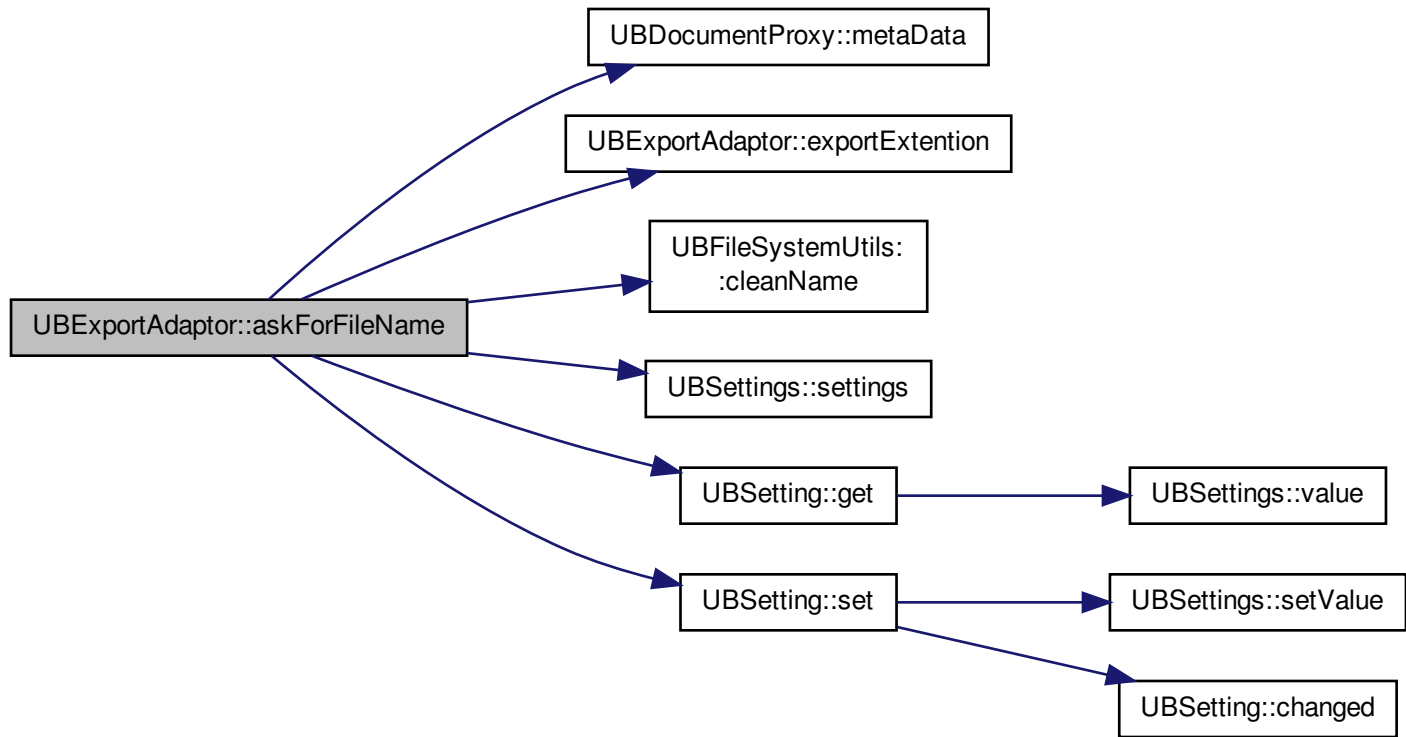 UBDocumentProxy::metaData
UBExportAdaptor::exportExtention
UBFileSystemUtils:
:cleanName
UBExportAdaptor::askForFileName
UBSettings::settings
UBSetting::get
UBSettings::value
UBSetting::set
UBSettings::setValue
UBSetting::changed